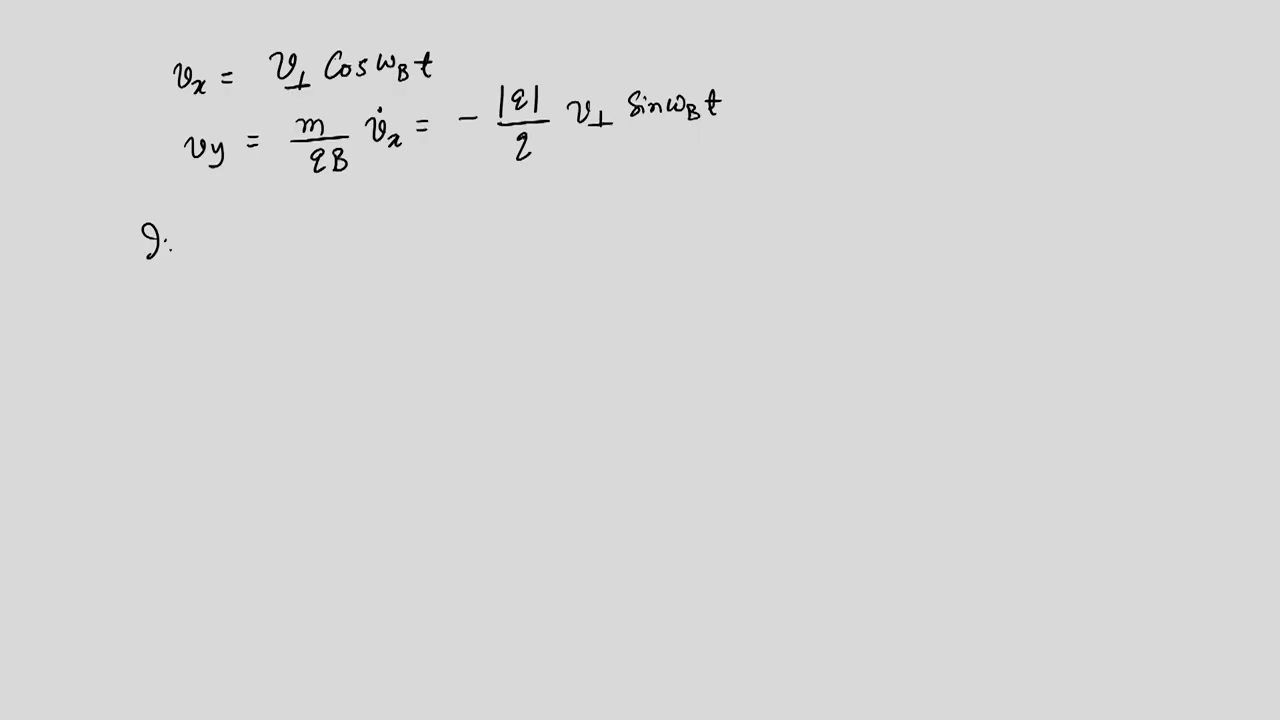 v_x = v_⊥ Cos ω_B t
v_y = m/qB v̇_x = - |q|/q v_⊥ Sin ω_B t